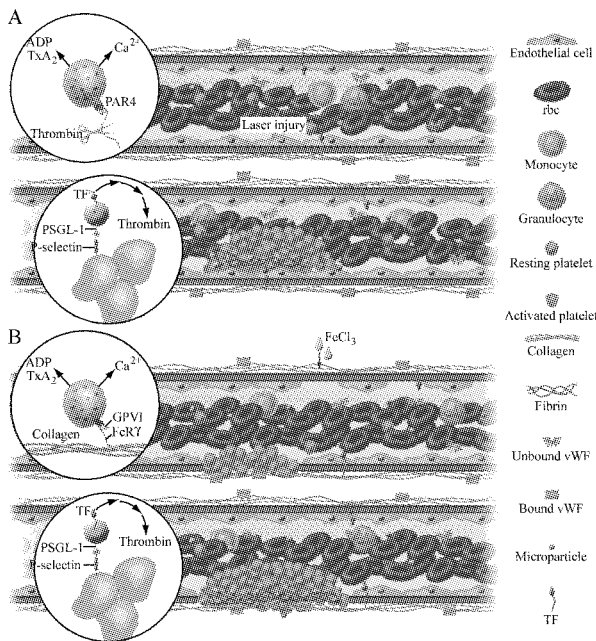 A
ADP
TxA2
Ca2+
PAR4
Thrombin
Laser injury
TF
Thrombin
PSGL-1
P-selectin
B
ADP
TxA2
Ca2+
GPVI
FcRγ
Collagen
FeCl3
TF
Thrombin
PSGL-1
P-selectin
Endothelial cell
rbc
Monocyte
Granulocyte
Resting platelet
Activated platelet
Collagen
Fibrin
Unbound vWF
Bound vWF
Microparticle
TF